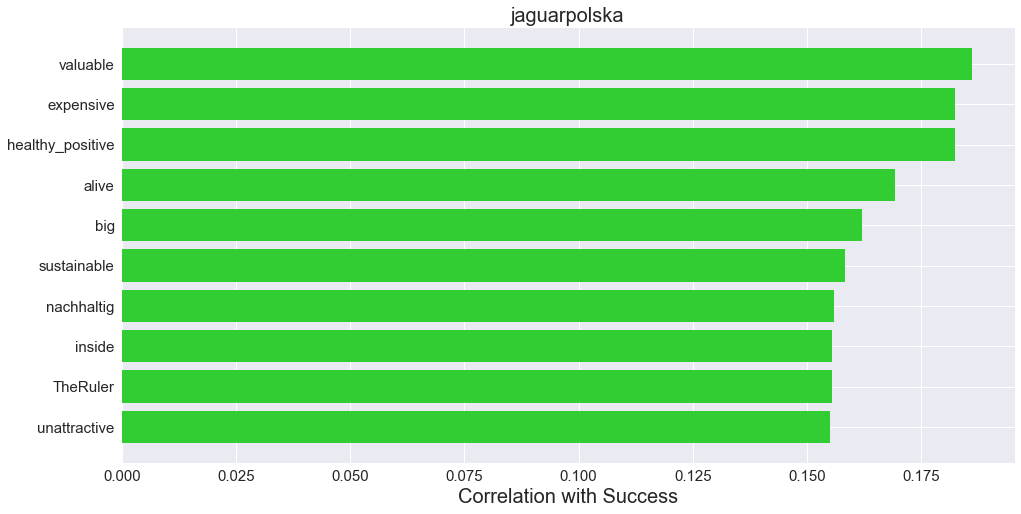 jaguarpolska
valuable
expensive
healthy_positive
alive
big
sustainable
nachhaltig
inside
TheRuler
unattractive
0.000 0.025 0.050 0.075 0.100 0.125 0.150 0.175
Correlation with Success